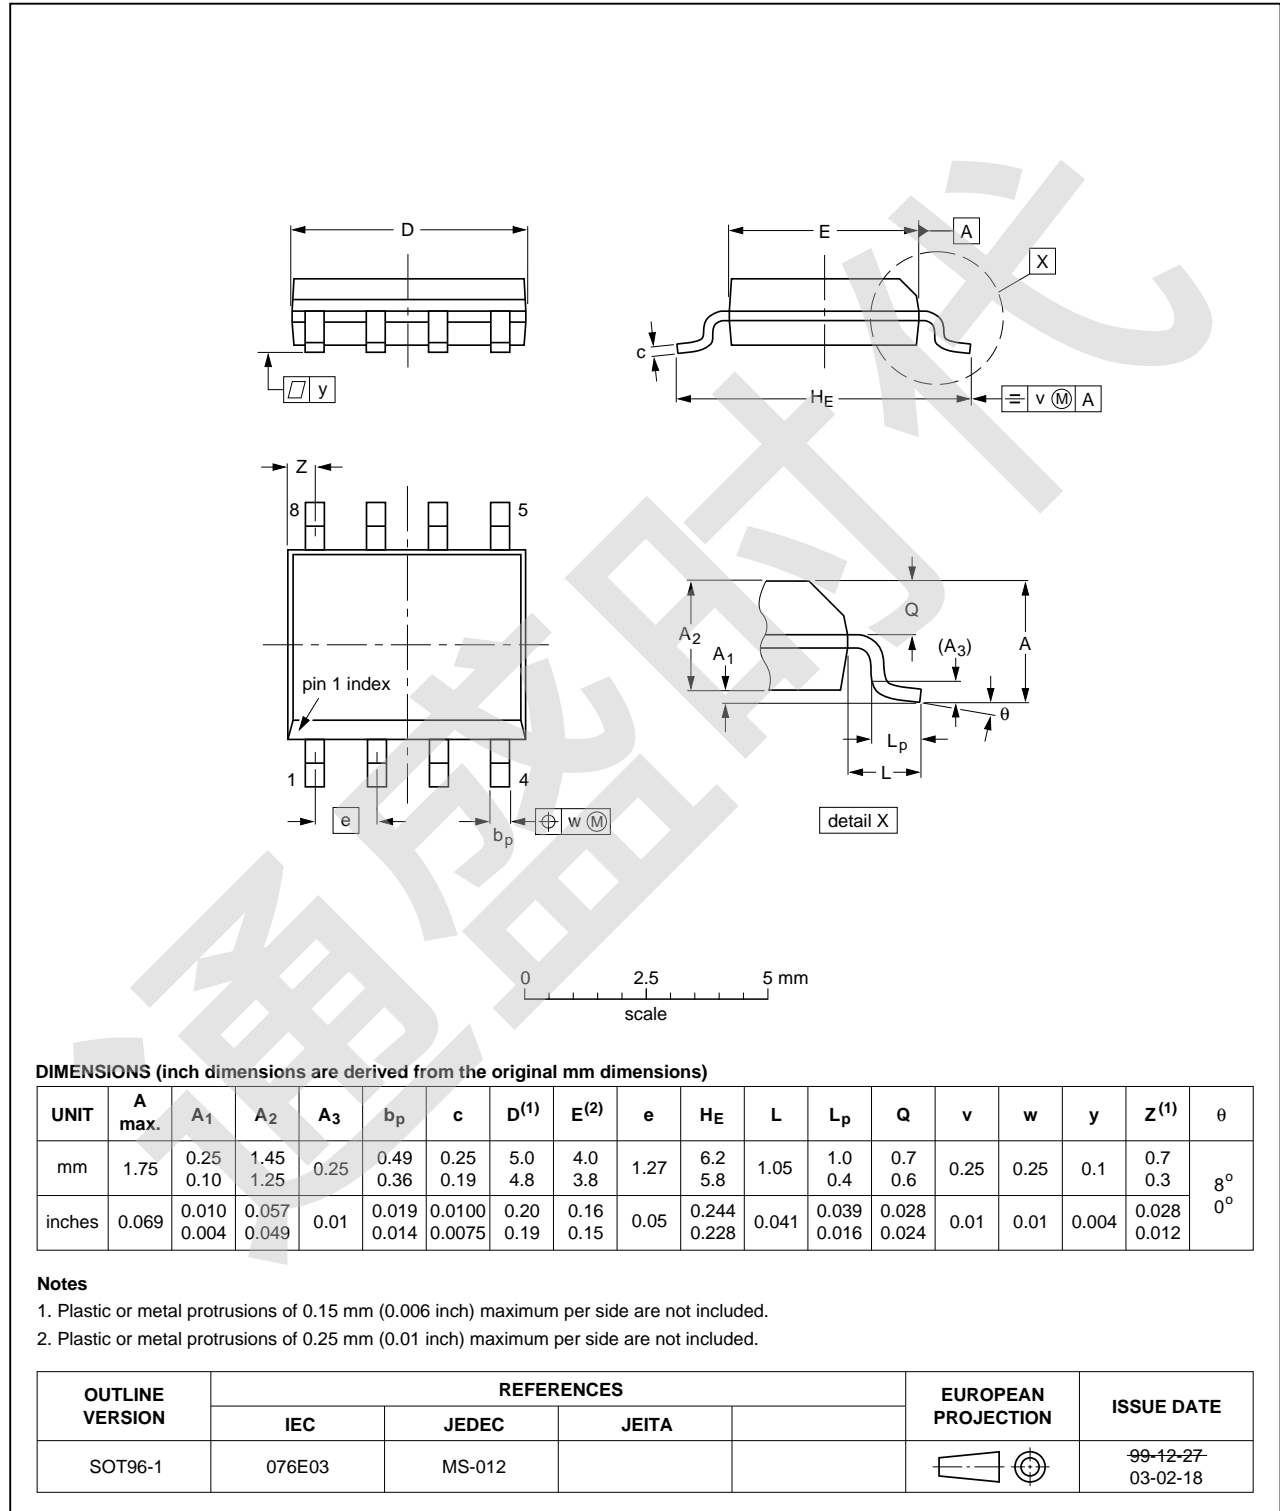 D
E
A
X
c
y
HE
v M A
Z
8
5
A2
A1
Q
(A3)
A
pin 1 index
θ
Lp
L
1
4
e
bp
w M
detail X
0 2.5 5 mm
scale
DIMENSIONS (inch dimensions are derived from the original mm dimensions)
UNIT A max. A1 A2 A3 bp c D(1) E(2) e HE L Lp Q v w y Z(1) θ
mm 1.75 0.25 0.10 1.45 1.25 0.25 0.49 0.36 0.25 0.19 5.0 4.8 4.0 3.8 1.27 6.2 5.8 1.05 1.0 0.4 0.7 0.6 0.25 0.25 0.1 0.7 0.3 8° 0°
inches 0.069 0.010 0.004 0.057 0.049 0.01 0.019 0.014 0.0100 0.0075 0.20 0.19 0.16 0.15 0.05 0.244 0.228 0.041 0.039 0.016 0.028 0.024 0.01 0.01 0.004 0.028 0.012
Notes
1. Plastic or metal protrusions of 0.15 mm (0.006 inch) maximum per side are not included.
2. Plastic or metal protrusions of 0.25 mm (0.01 inch) maximum per side are not included.
OUTLINE VERSION REFERENCES EUROPEAN PROJECTION ISSUE DATE
IEC JEDEC JEITA
SOT96-1 076E03 MS-012 99-12-27
03-02-18
通盛时代